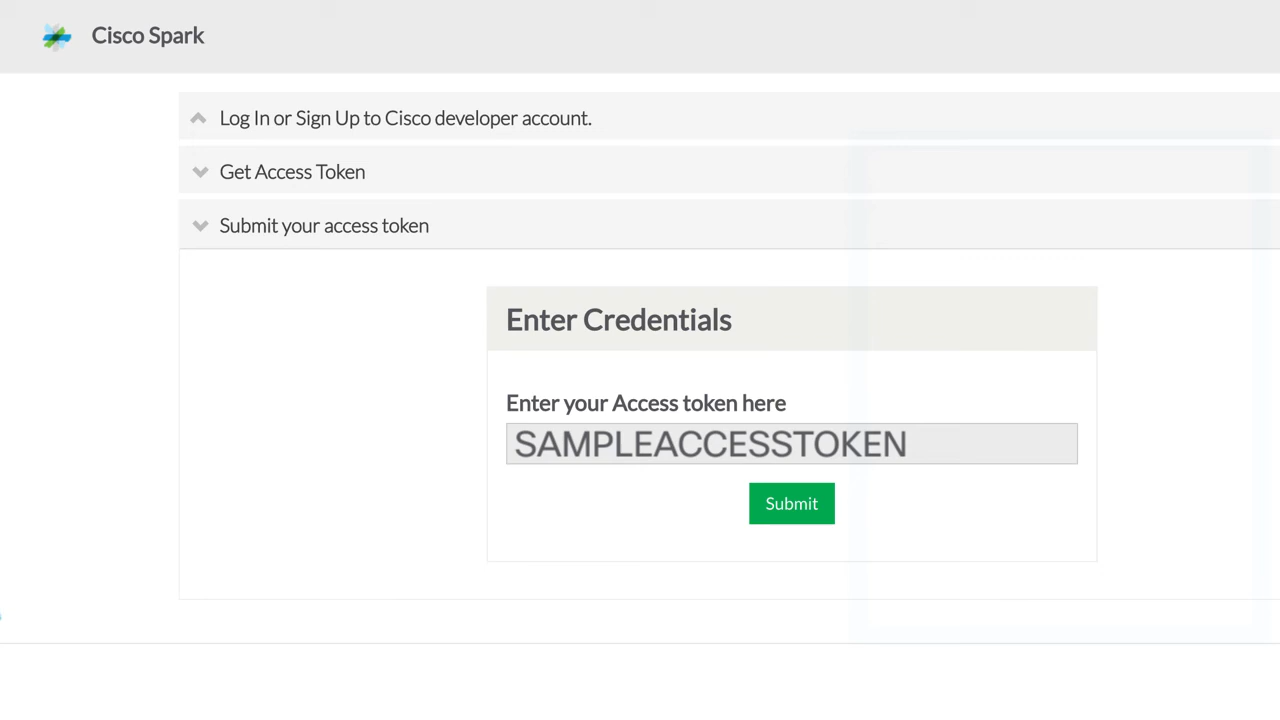 Cisco Spark
Log In or Sign Up to Cisco developer account.
Get Access Token
Submit your access token
Enter Credentials
Enter your Access token here
SAMPLEACCESSTOKEN
Submit